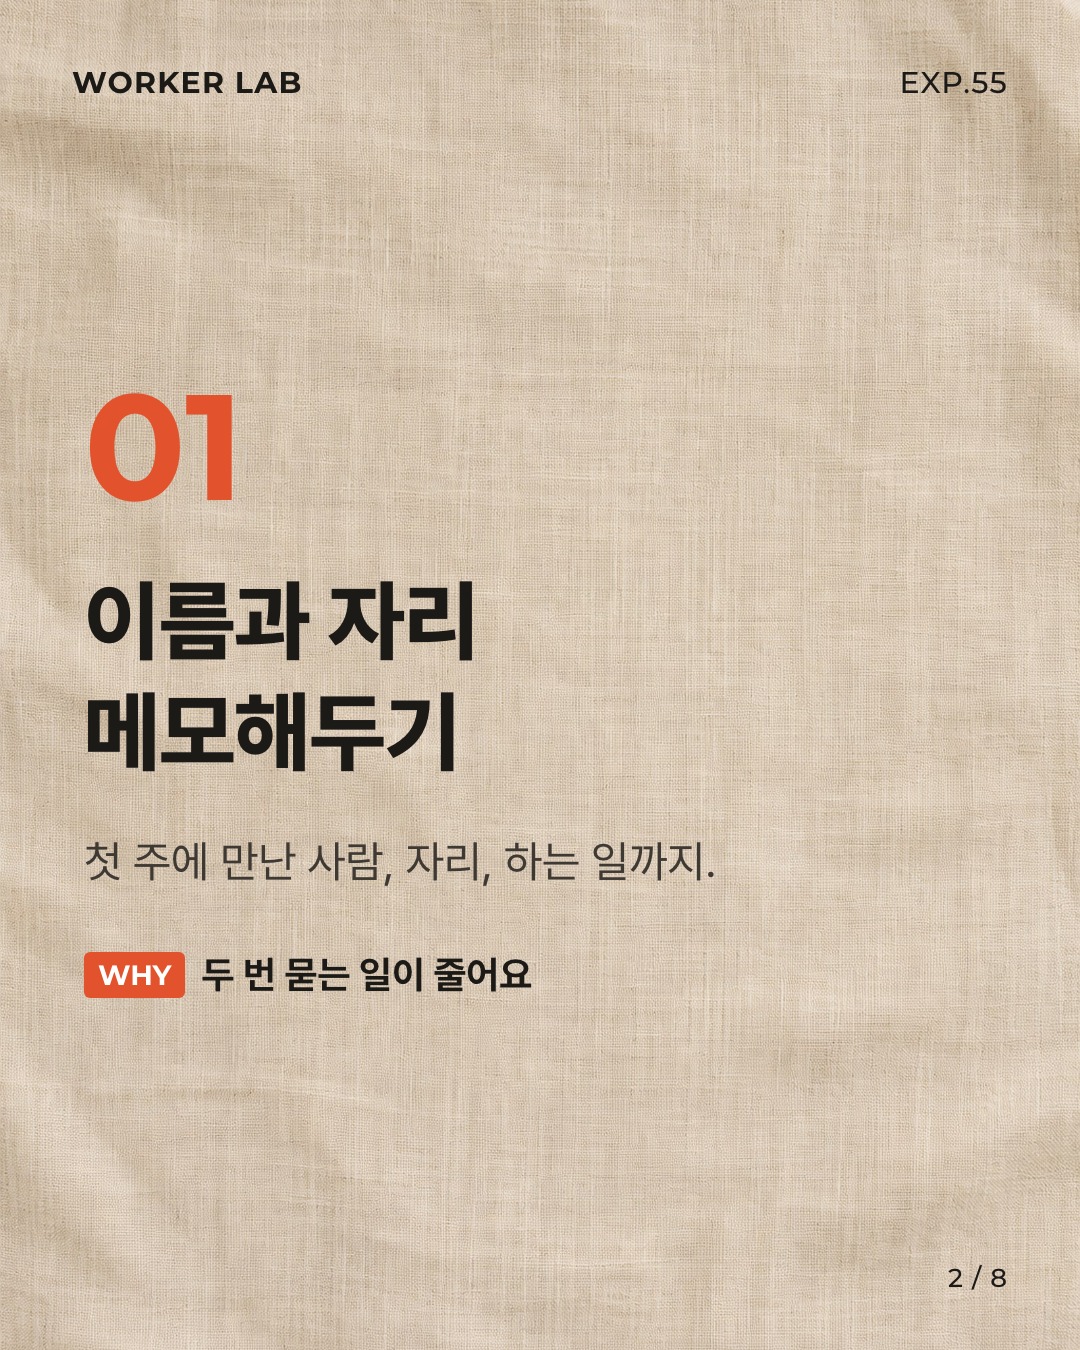 WORKER LAB
EXP.55
01
이름과 자리
메모해두기
첫 주에 만난 사람, 자리, 하는 일까지.
WHY 두 번 묻는 일이 줄어요
2 / 8